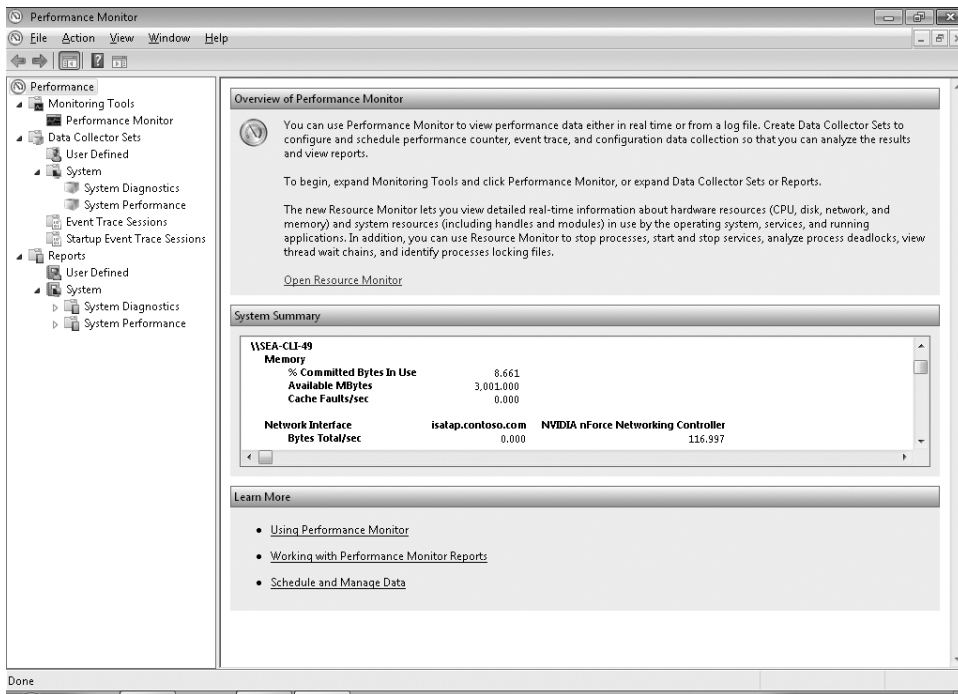 Performance Monitor
File Action View Window Help
Performance
Monitoring Tools
Performance Monitor
Data Collector Sets
User Defined
System
System Diagnostics
System Performance
Event Trace Sessions
Startup Event Trace Sessions
Reports
User Defined
System
System Diagnostics
System Performance
Overview of Performance Monitor
You can use Performance Monitor to view performance data either in real time or from a log file. Create Data Collector Sets to
configure and schedule performance counter, event trace, and configuration data collection so that you can analyze the results
and view reports.
To begin, expand Monitoring Tools and click Performance Monitor, or expand Data Collector Sets or Reports.
The new Resource Monitor lets you view detailed real-time information about hardware resources (CPU, disk, network, and
memory) and system resources (including handles and modules) in use by the operating system, services, and running
applications. In addition, you can use Resource Monitor to stop processes, start and stop services, analyze process deadlocks, view
thread wait chains, and identify processes locking files.
Open Resource Monitor
System Summary
\\SEA-CLI-49
Memory
% Committed Bytes In Use 8.661
Available MBytes 3,001.000
Cache Faults/sec 0.000
Network Interface isatap.contoso.com NVIDIA nForce Networking Controller
Bytes Total/sec 0.000 116.997
Learn More
• Using Performance Monitor
• Working with Performance Monitor Reports
• Schedule and Manage Data
Done